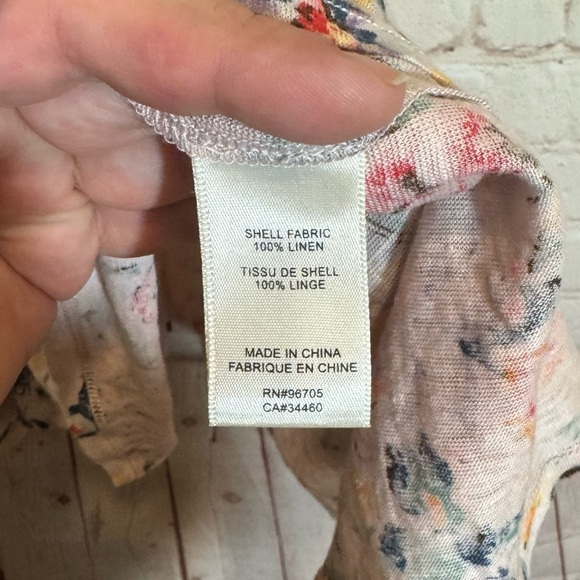 SHELL FABRIC
100% LINEN
TISSU DE SHELL
100% LINGE
MADE IN CHINA
FABRIQUE EN CHINE
RN#96705
CA#34460